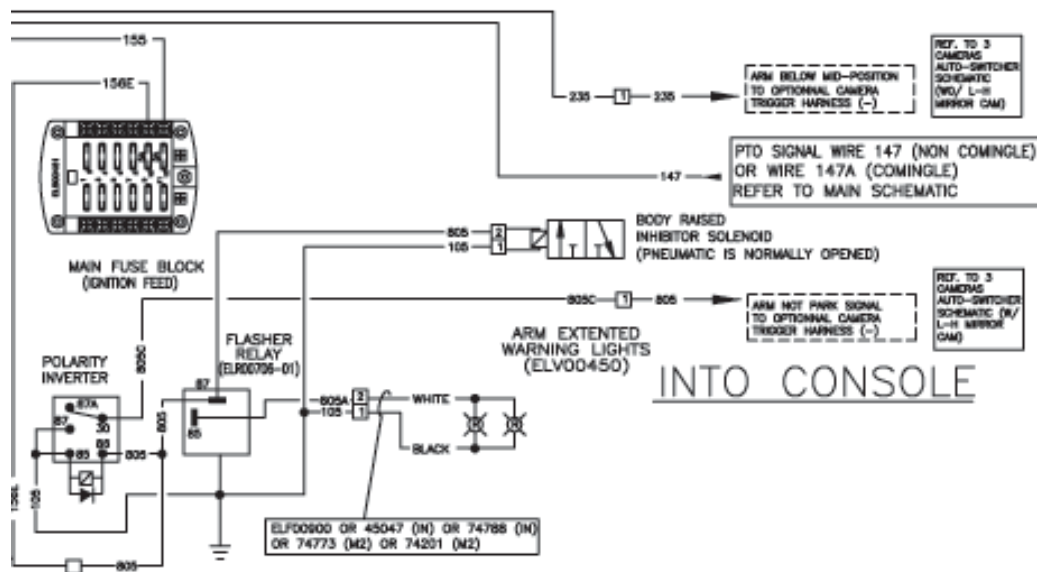 155
156E
235
1
235
ARM BELOW MID-POSITION
TO OPTIONNAL CAMERA
TRIGGER HARNESS (-)
REF. TO 3
CAMERAS
AUTO-SWITCHER
SCHEMATIC
(WO/ L-H
MIRROR CAM)
147
PTO SIGNAL WIRE 147 (NON COMINGLE)
OR WIRE 147A (COMINGLE)
REFER TO MAIN SCHEMATIC
MAIN FUSE BLOCK
(IGNITION FEED)
805
2
105
1
T
T
BODY RAISED
INHIBITOR SOLENOID
(PNEUMATIC IS NORMALLY OPENED)
805C
1
805
ARM NOT PARK SIGNAL
TO OPTIONNAL CAMERA
TRIGGER HARNESS (-)
REF. TO 3
CAMERAS
AUTO-SWITCHER
SCHEMATIC (W/
L-H MIRROR
CAM)
INTO CONSOLE
ARM EXTENTED
WARNING LIGHTS
(ELV00450)
FLASHER
RELAY
(ELR00706-01)
POLARITY
INVERTER
805C
87A
87
85
805
805
87
85
805A
2
WHITE
105
1
BLACK
R
R
156E
105
805
ELF00900 OR 45047 (IN) OR 74788 (IN)
OR 74773 (M2) OR 74201 (M2)